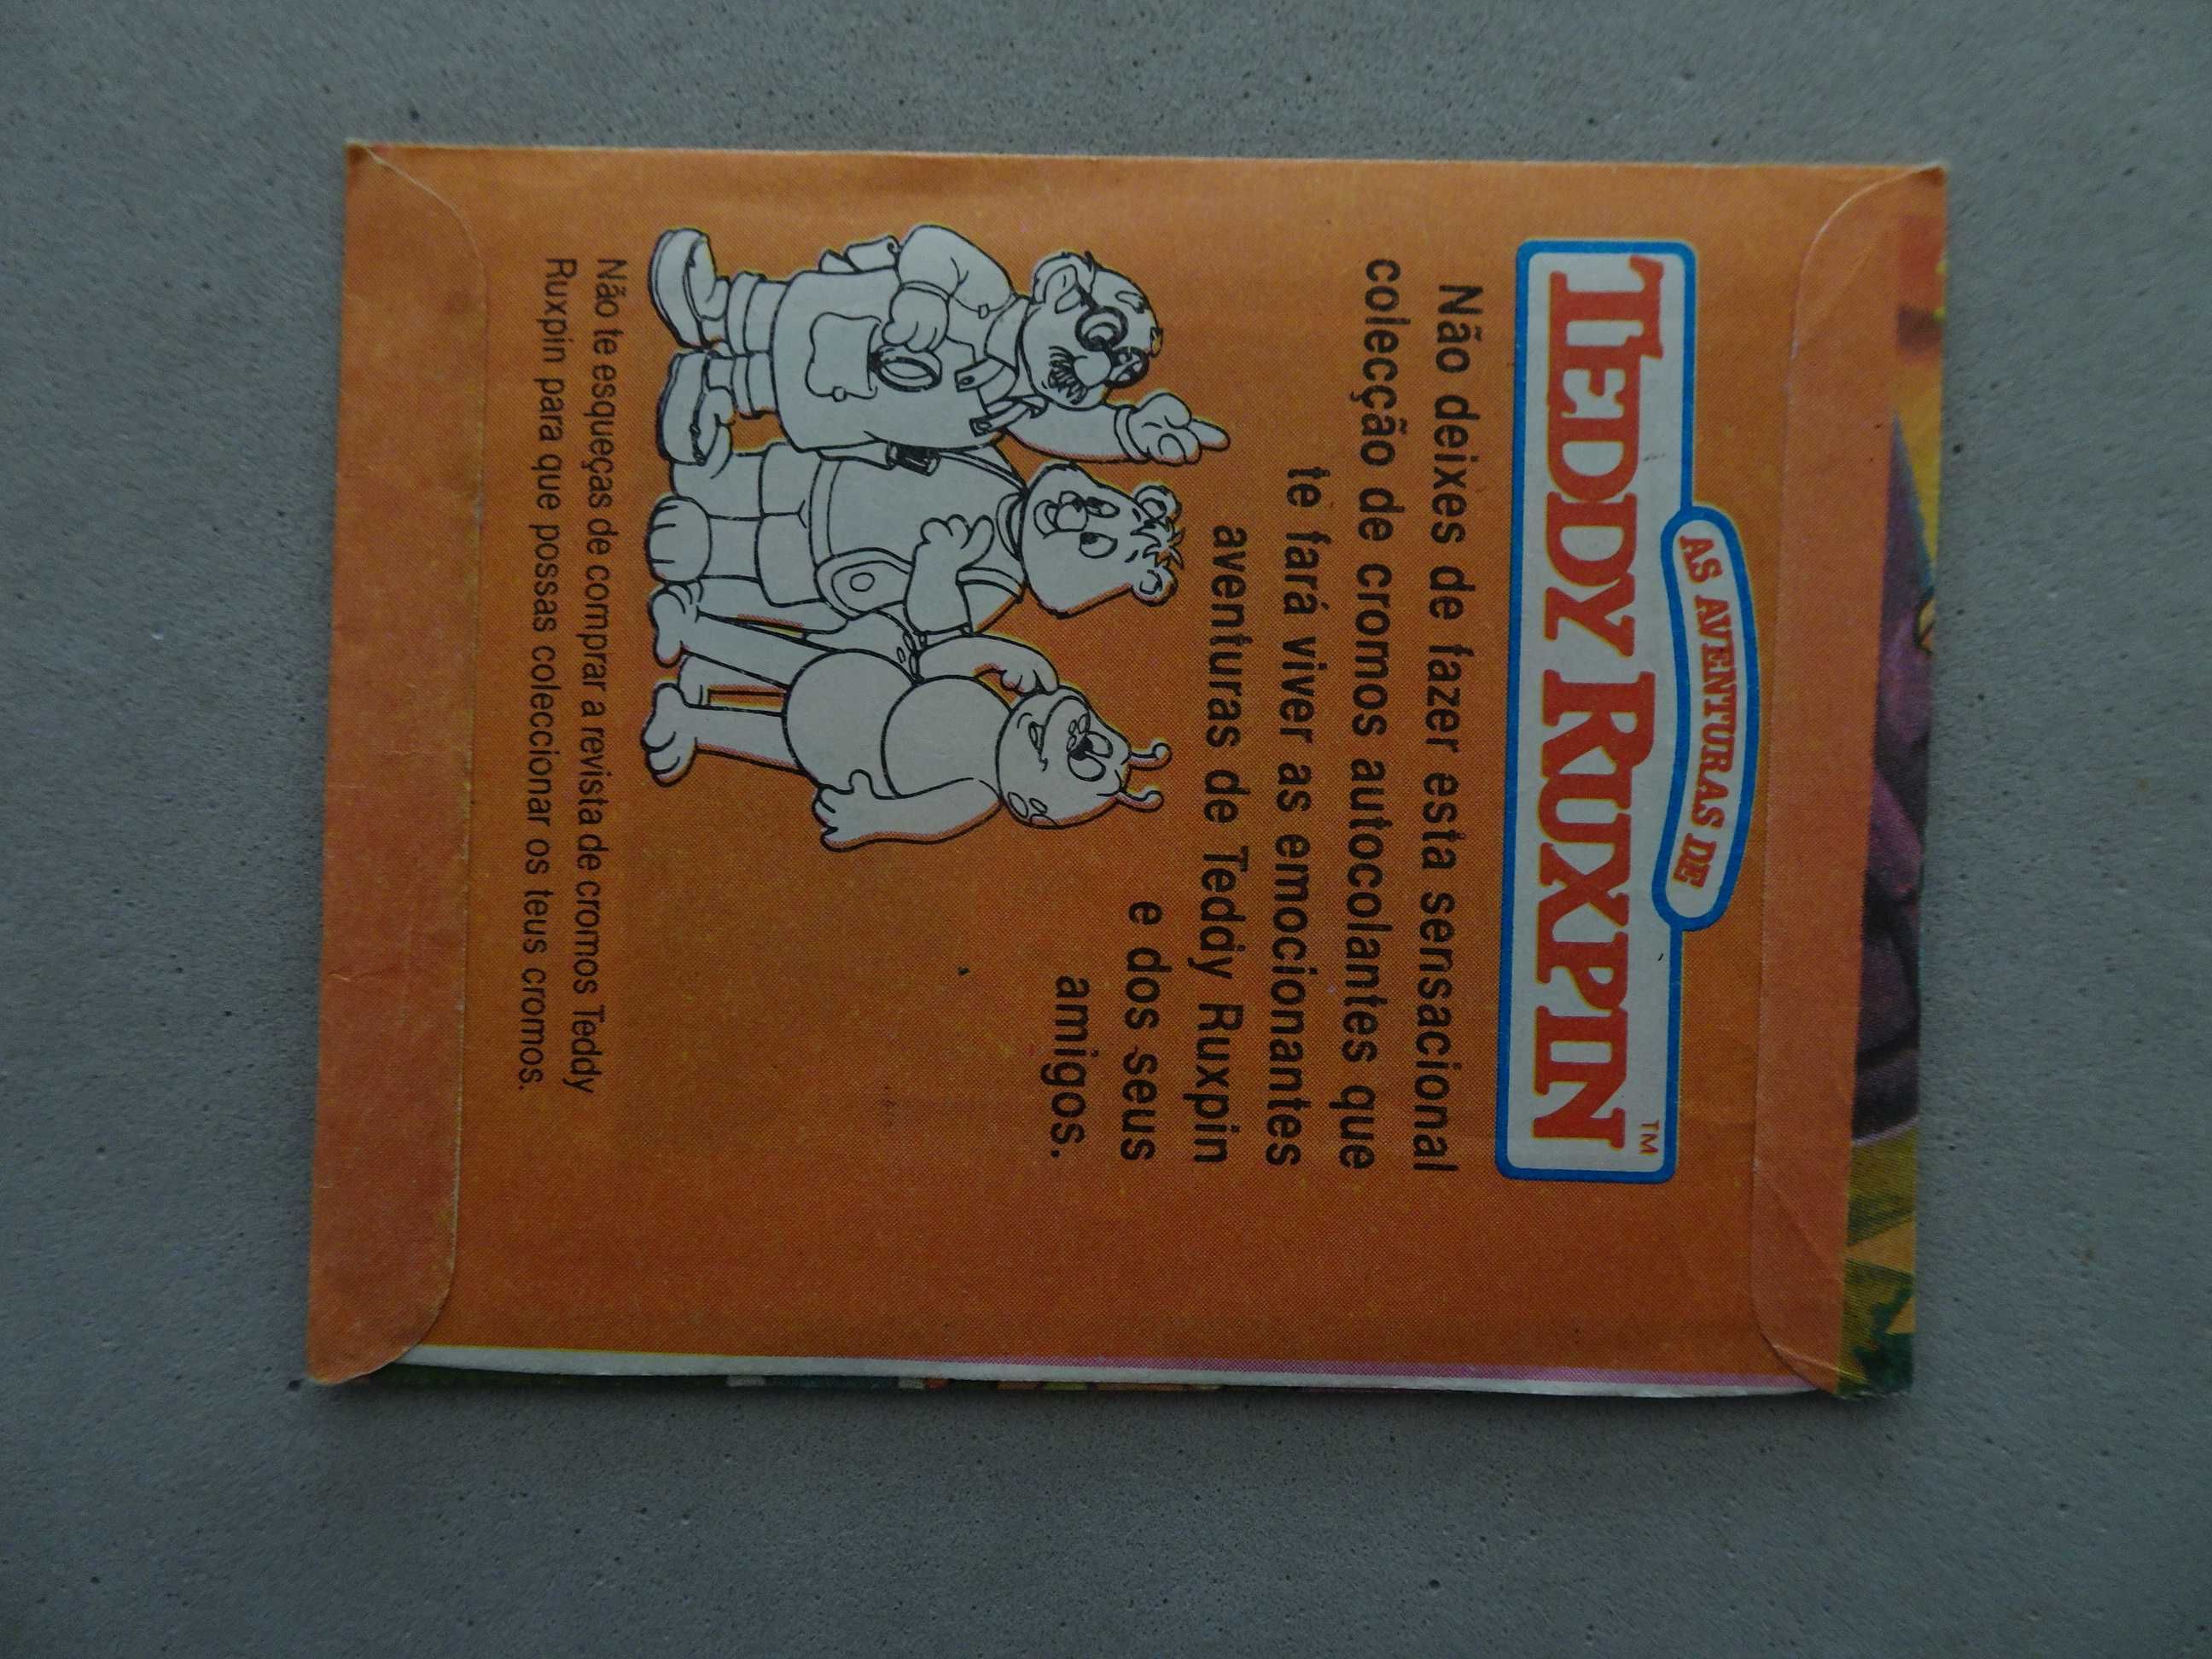 AS AVENTURAS DE
TEDDY RUXPIN™
Não deixes de fazer esta sensacional
colecção de cromos autocolantes que
te fará viver as emocionantes
aventuras de Teddy Ruxpin
e dos seus
amigos.
Não te esqueças de comprar a revista de cromos Teddy
Ruxpin para que possas coleccionar os teus cromos.